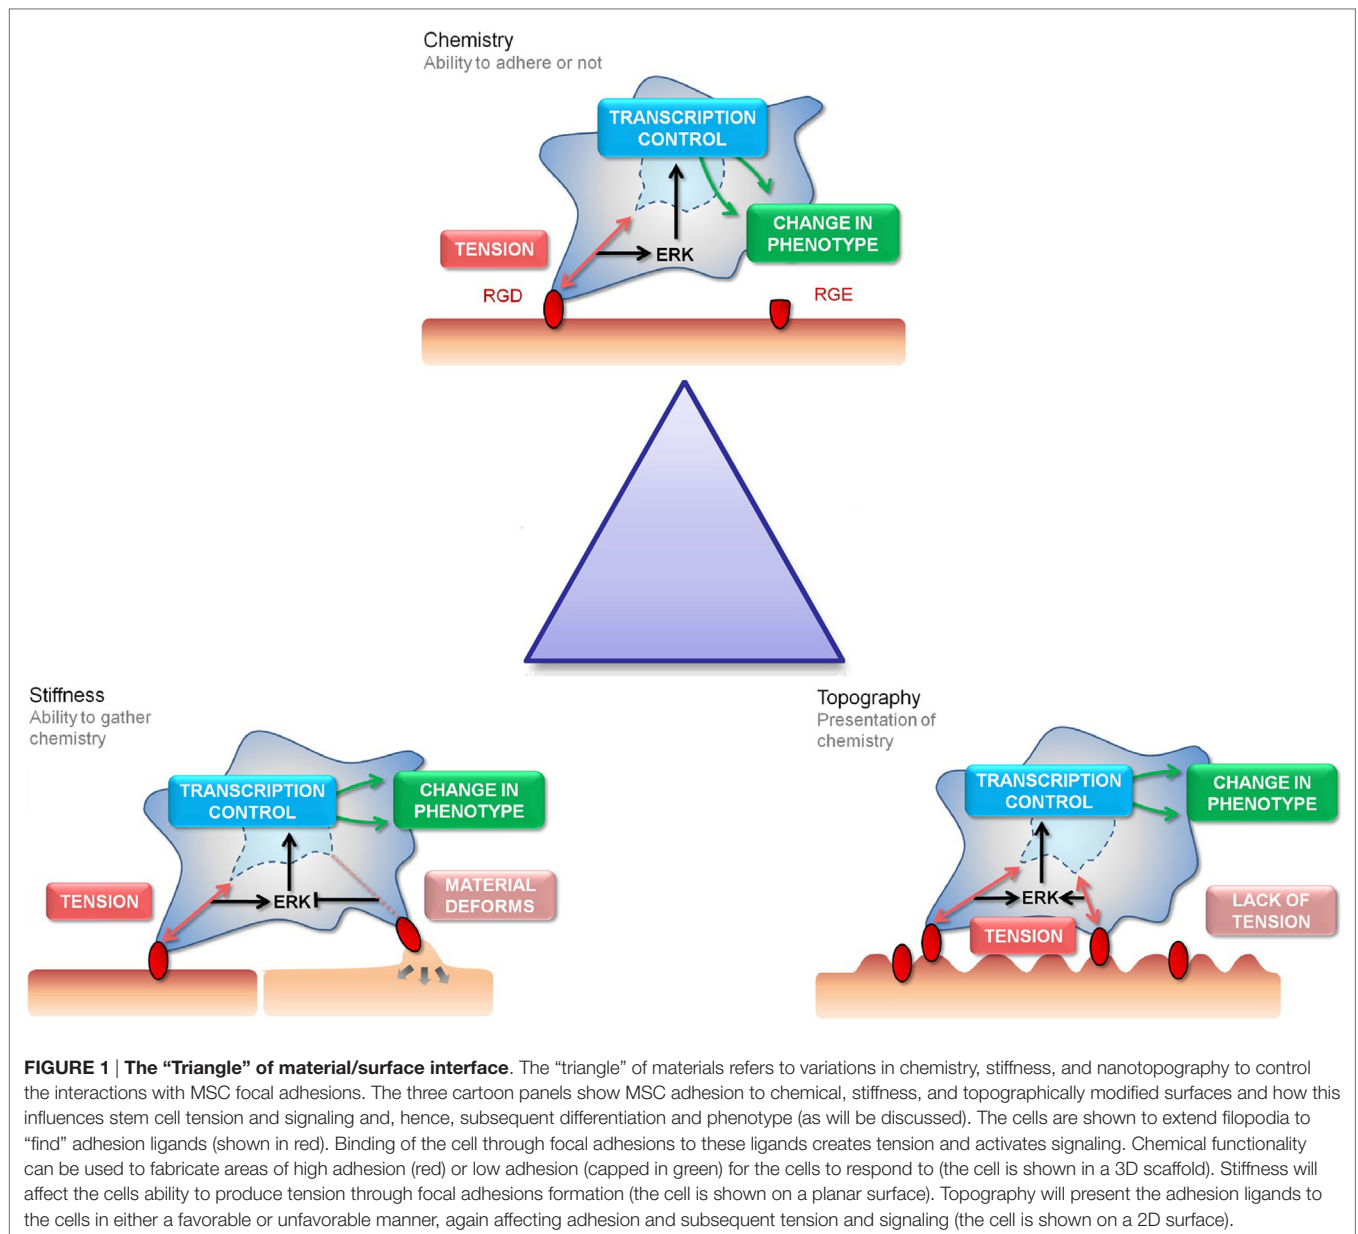 Chemistry
Ability to adhere or not
TRANSCRIPTION
CONTROL
CHANGE IN
PHENOTYPE
TENSION
ERK
RGD
RGE
Stiffness
Ability to gather
chemistry
TRANSCRIPTION
CONTROL
CHANGE IN
PHENOTYPE
TENSION
ERK
MATERIAL
DEFORMS
Topography
Presentation of
chemistry
TRANSCRIPTION
CONTROL
CHANGE IN
PHENOTYPE
ERK
TENSION
LACK OF
TENSION
FIGURE 1 | The “Triangle” of material/surface interface. The “triangle” of materials refers to variations in chemistry, stiffness, and nanotopography to control
the interactions with MSC focal adhesions. The three cartoon panels show MSC adhesion to chemical, stiffness, and topographically modified surfaces and how this
influences stem cell tension and signaling and, hence, subsequent differentiation and phenotype (as will be discussed). The cells are shown to extend filopodia to
“find” adhesion ligands (shown in red). Binding of the cell through focal adhesions to these ligands creates tension and activates signaling. Chemical functionality
can be used to fabricate areas of high adhesion (red) or low adhesion (capped in green) for the cells to respond to (the cell is shown in a 3D scaffold). Stiffness will
affect the cells ability to produce tension through focal adhesions formation (the cell is shown on a planar surface). Topography will present the adhesion ligands to
the cells in either a favorable or unfavorable manner, again affecting adhesion and subsequent tension and signaling (the cell is shown on a 2D surface).